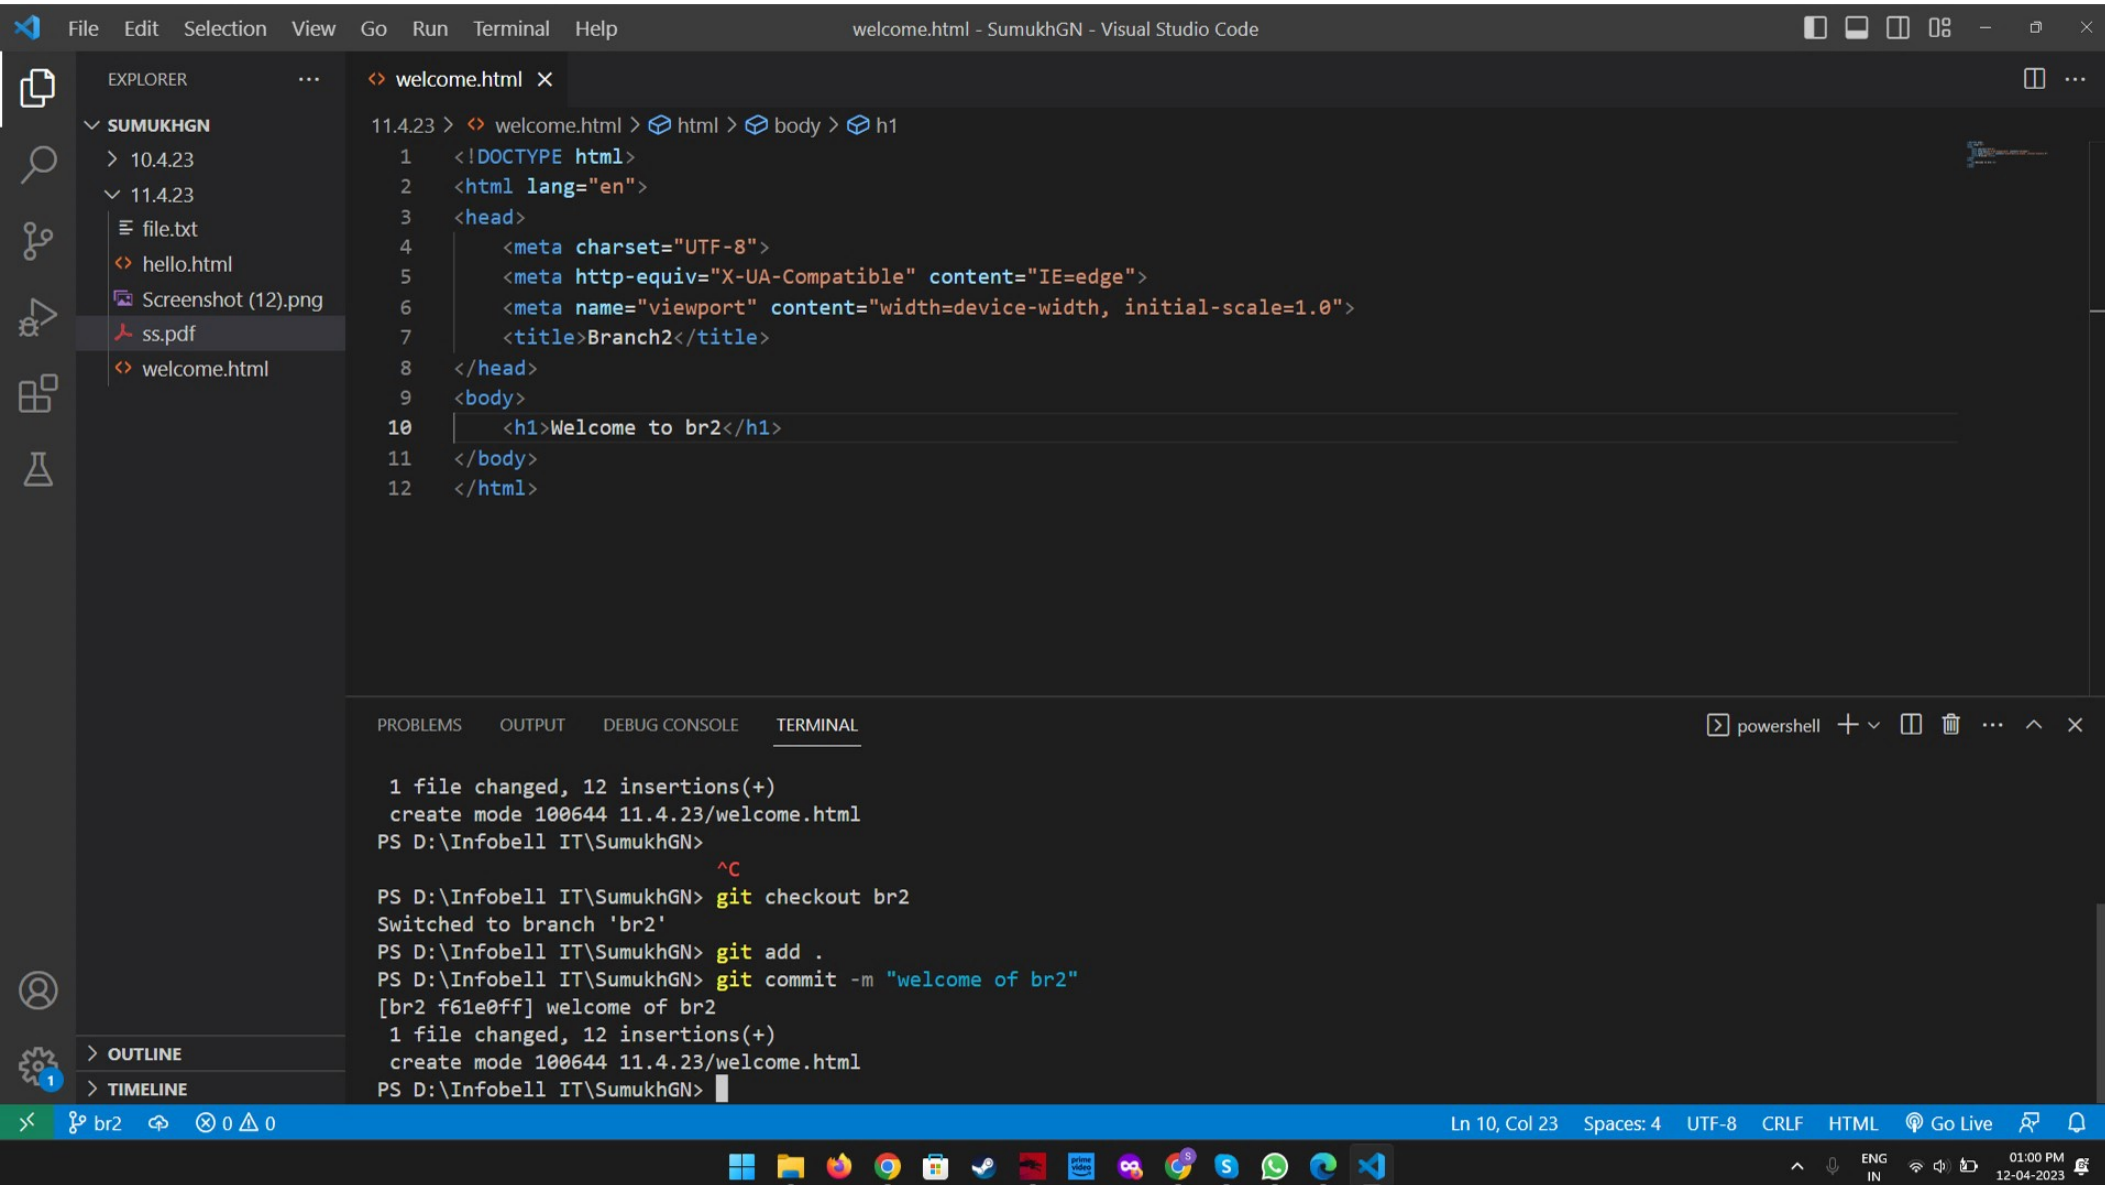 File Edit Selection View Go Run Terminal Help
welcome.html - SumukhGN - Visual Studio Code
EXPLORER
SUMUKHGN
10.4.23
11.4.23
file.txt
hello.html
Screenshot (12).png
ss.pdf
welcome.html
OUTLINE
TIMELINE
1
welcome.html
11.4.23 > welcome.html > html > body > h1
1 <!DOCTYPE html>
2 <html lang="en">
3 <head>
4 <meta charset="UTF-8">
5 <meta http-equiv="X-UA-Compatible" content="IE=edge">
6 <meta name="viewport" content="width=device-width, initial-scale=1.0">
7 <title>Branch2</title>
8 </head>
9 <body>
10 <h1>Welcome to br2</h1>
11 </body>
12 </html>
PROBLEMS OUTPUT DEBUG CONSOLE TERMINAL
powershell
1 file changed, 12 insertions(+)
create mode 100644 11.4.23/welcome.html
PS D:\Infobell IT\SumukhGN>
^C
PS D:\Infobell IT\SumukhGN> git checkout br2
Switched to branch 'br2'
PS D:\Infobell IT\SumukhGN> git add .
PS D:\Infobell IT\SumukhGN> git commit -m "welcome of br2"
[br2 f61e0ff] welcome of br2
1 file changed, 12 insertions(+)
create mode 100644 11.4.23/welcome.html
PS D:\Infobell IT\SumukhGN>
br2 0 0
Ln 10, Col 23 Spaces: 4 UTF-8 CRLF HTML Go Live
prime video
S
ENG
IN
01:00 PM
12-04-2023